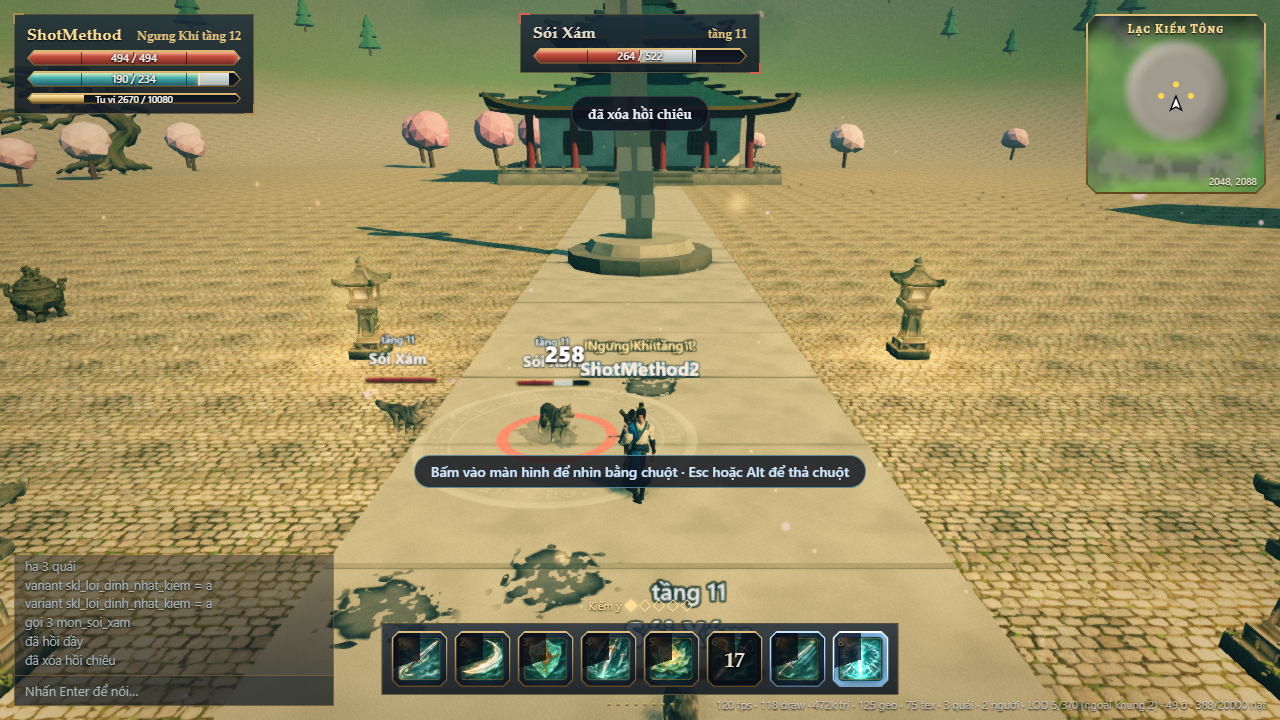 ShotMethod Ngưng Khí tầng 12
494 / 494
190 / 234
Tu vi 2670 / 10080
Sói Xám tầng 11
264 / 522
đã xóa hồi chiêu
LẠC KIẾM TÔNG
2048, 2088
tầng 11
Sói Xám
tầng 11
258
ShotMethod2
Bấm vào màn hình để nhìn bằng chuột · Esc hoặc Alt để thả chuột
hạ 3 quái
variant skl_loi_dinh_nhat_kiem = a
variant skl_loi_dinh_nhat_kiem = a
gọi 3 mon_soi_xam
đã hồi đầy
đã xóa hồi chiêu
Nhấn Enter để nói...
tầng 11
Kiếm ý
17
120 fps · 118 draw · 472k tri · 125 geo · 75 tex · 3 quái · 2 người · LOD 5/3/0 (ngoài khung 2)